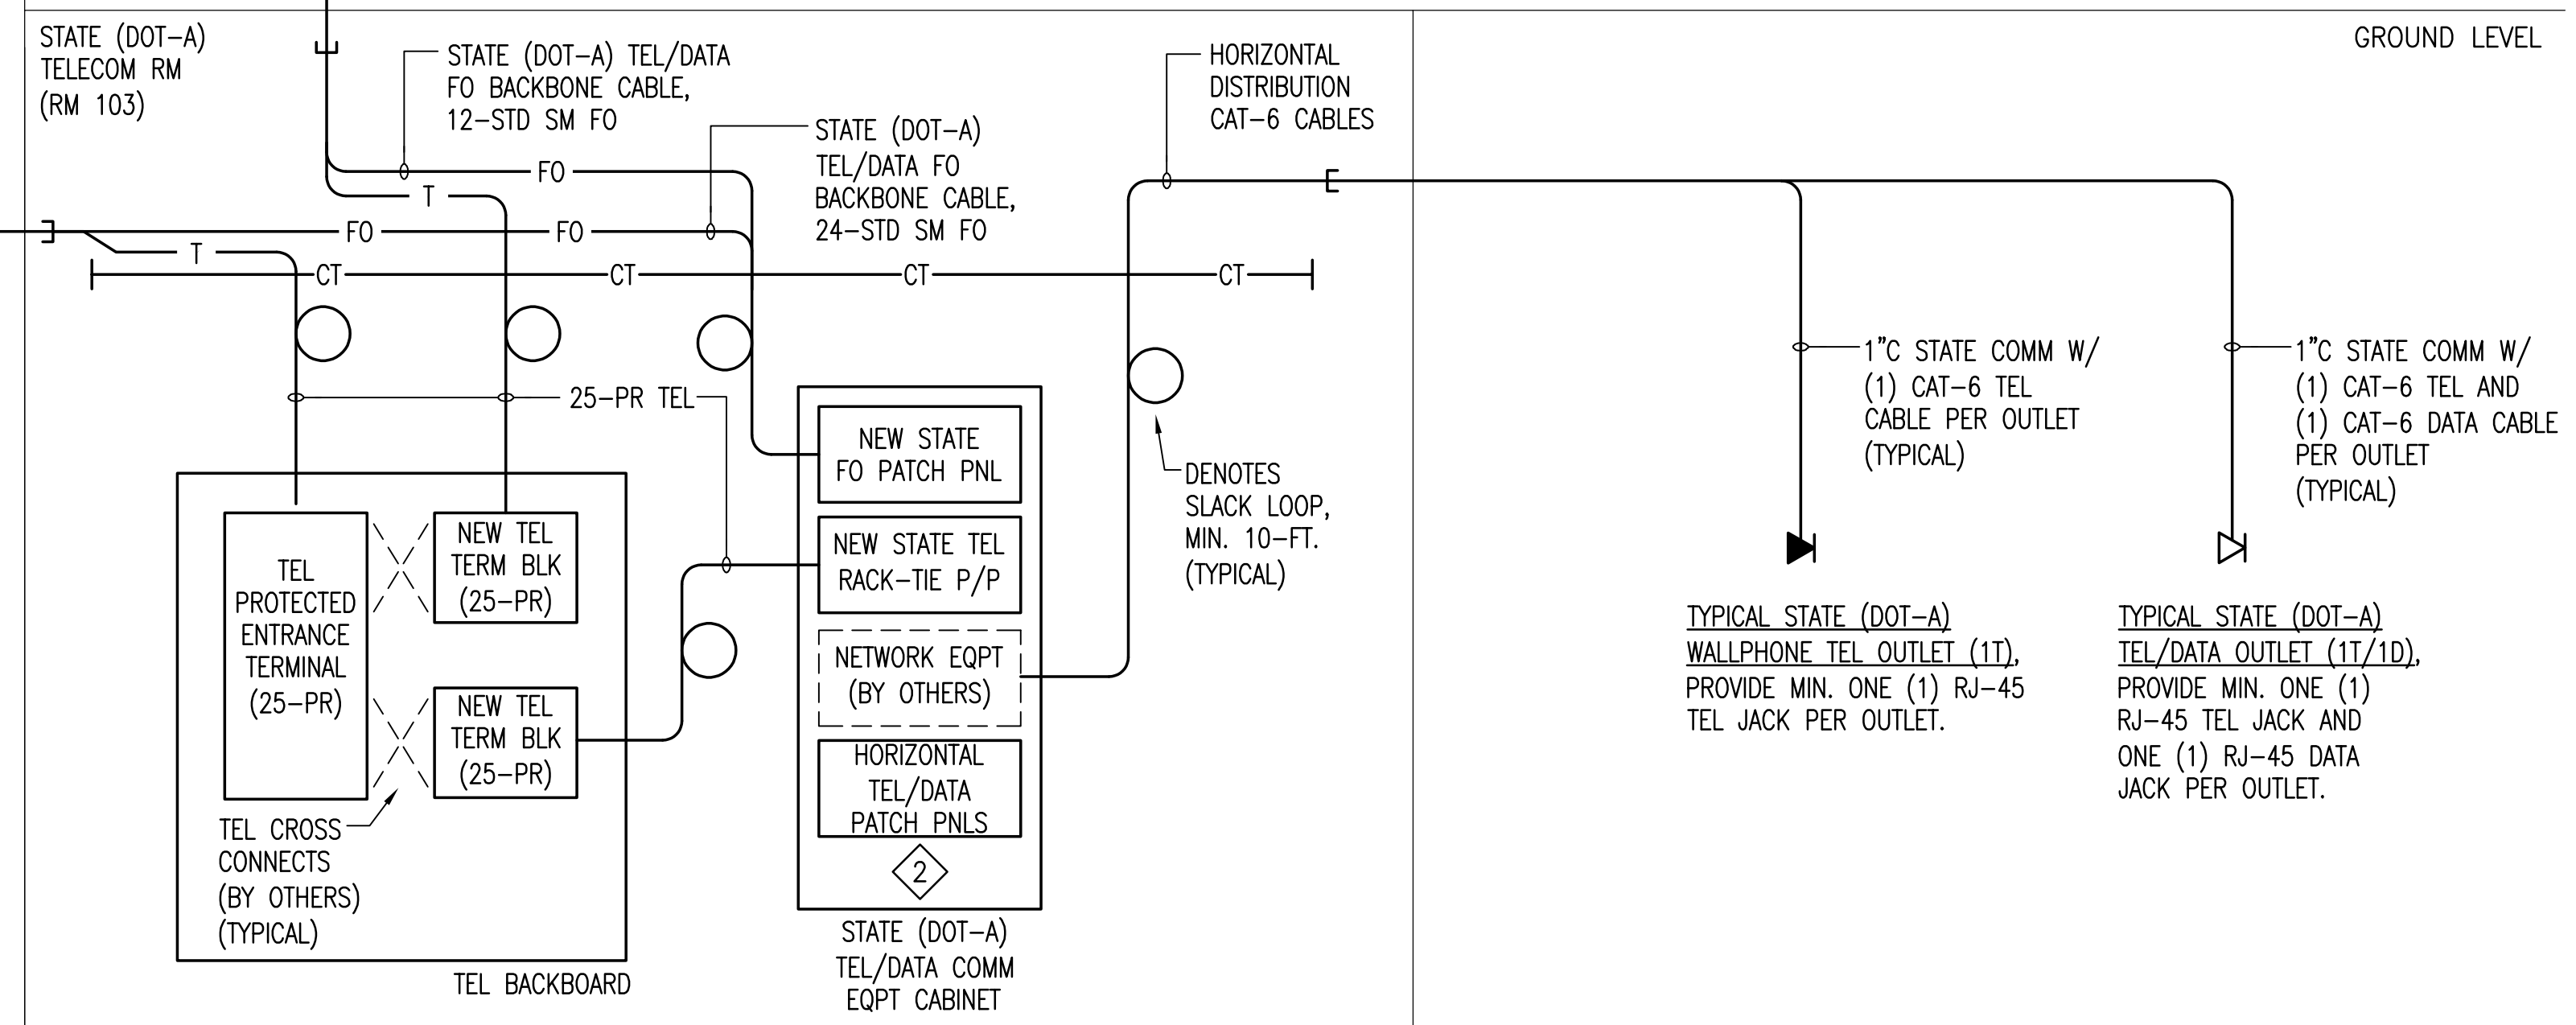 STATE (DOT-A)
TELECOM RM
(RM 103)
STATE (DOT-A) TEL/DATA
FO BACKBONE CABLE,
12-STD SM FO
STATE (DOT-A)
TEL/DATA FO
BACKBONE CABLE,
24-STD SM FO
HORIZONTAL
DISTRIBUTION
CAT-6 CABLES
GROUND LEVEL
FO
T
FO
FO
T
CT
CT
CT
CT
25-PR TEL
1"C STATE COMM W/
(1) CAT-6 TEL
CABLE PER OUTLET
(TYPICAL)
1"C STATE COMM W/
(1) CAT-6 TEL AND
(1) CAT-6 DATA CABLE
PER OUTLET
(TYPICAL)
NEW STATE
FO PATCH PNL
NEW STATE TEL
RACK-TIE P/P
NETWORK EQPT
(BY OTHERS)
HORIZONTAL
TEL/DATA
PATCH PNLS
2
STATE (DOT-A)
TEL/DATA COMM
EQPT CABINET
DENOTES
SLACK LOOP,
MIN. 10-FT.
(TYPICAL)
TEL
PROTECTED
ENTRANCE
TERMINAL
(25-PR)
NEW TEL
TERM BLK
(25-PR)
NEW TEL
TERM BLK
(25-PR)
TEL CROSS
CONNECTS
(BY OTHERS)
(TYPICAL)
TEL BACKBOARD
TYPICAL STATE (DOT-A)
WALLPHONE TEL OUTLET (1T),
PROVIDE MIN. ONE (1) RJ-45
TEL JACK PER OUTLET.
TYPICAL STATE (DOT-A)
TEL/DATA OUTLET (1T/1D),
PROVIDE MIN. ONE (1)
RJ-45 TEL JACK AND
ONE (1) RJ-45 DATA
JACK PER OUTLET.